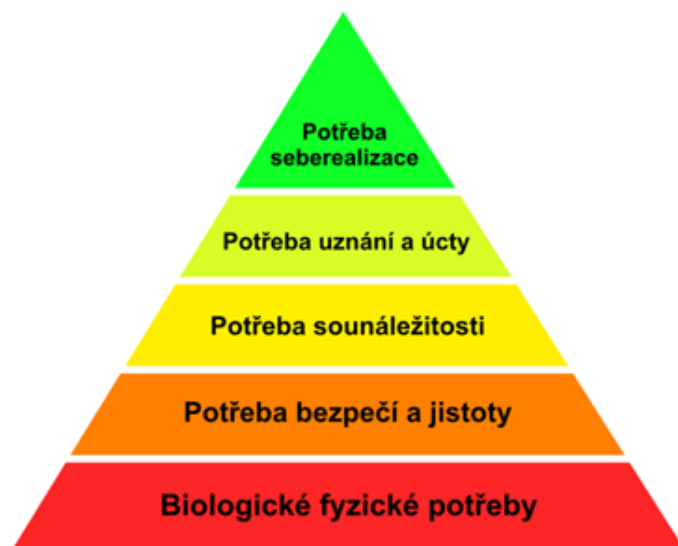 Potřeba
seberealizace
Potřeba uznání a úcty
Potřeba sounáležitosti
Potřeba bezpečí a jistoty
Biologické fyzické potřeby